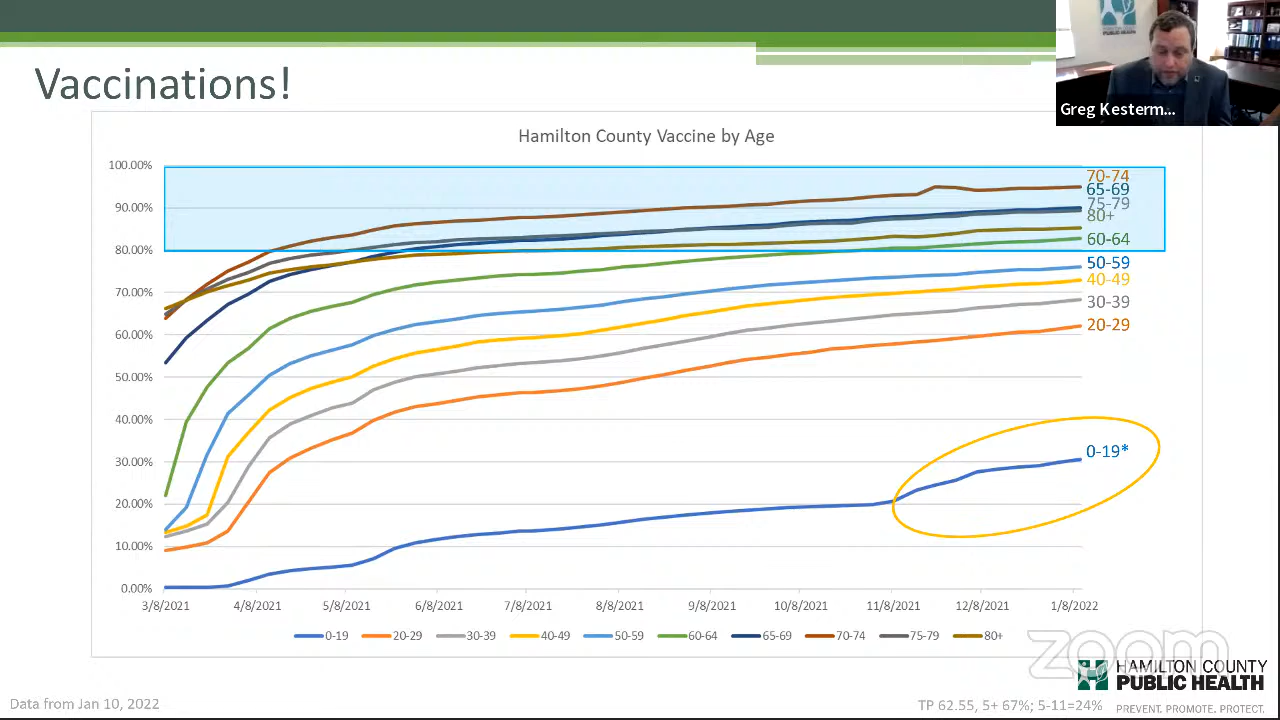 Vaccinations!
PUBLIC HEALTH
Greg Kesterm...
Hamilton County Vaccine by Age
100.00%
90.00%
80.00%
70.00%
60.00%
50.00%
40.00%
30.00%
20.00%
10.00%
0.00%
70-74
65-69
75-79
80+
60-64
50-59
40-49
30-39
20-29
0-19*
3/8/2021 4/8/2021 5/8/2021 6/8/2021 7/8/2021 8/8/2021 9/8/2021 10/8/2021 11/8/2021 12/8/2021 1/8/2022
0-19 20-29 30-39 40-49 50-59 60-64 65-69 70-74 75-79 80+
zoom
HAMILTON COUNTY
PUBLIC HEALTH
PREVENT. PROMOTE. PROTECT.
Data from Jan 10, 2022
TP 62.55, 5+ 67%; 5-11=24%